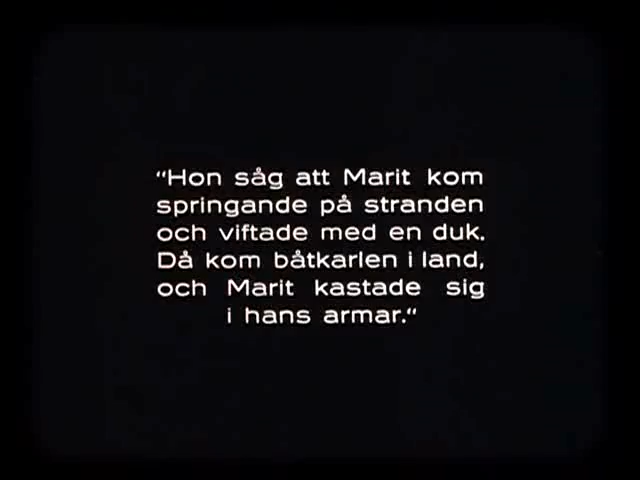 “Hon såg att Marit kom
springande på stranden
och viftade med en duk.
Då kom båtkarlen i land,
och Marit kastade sig
i hans armar.“